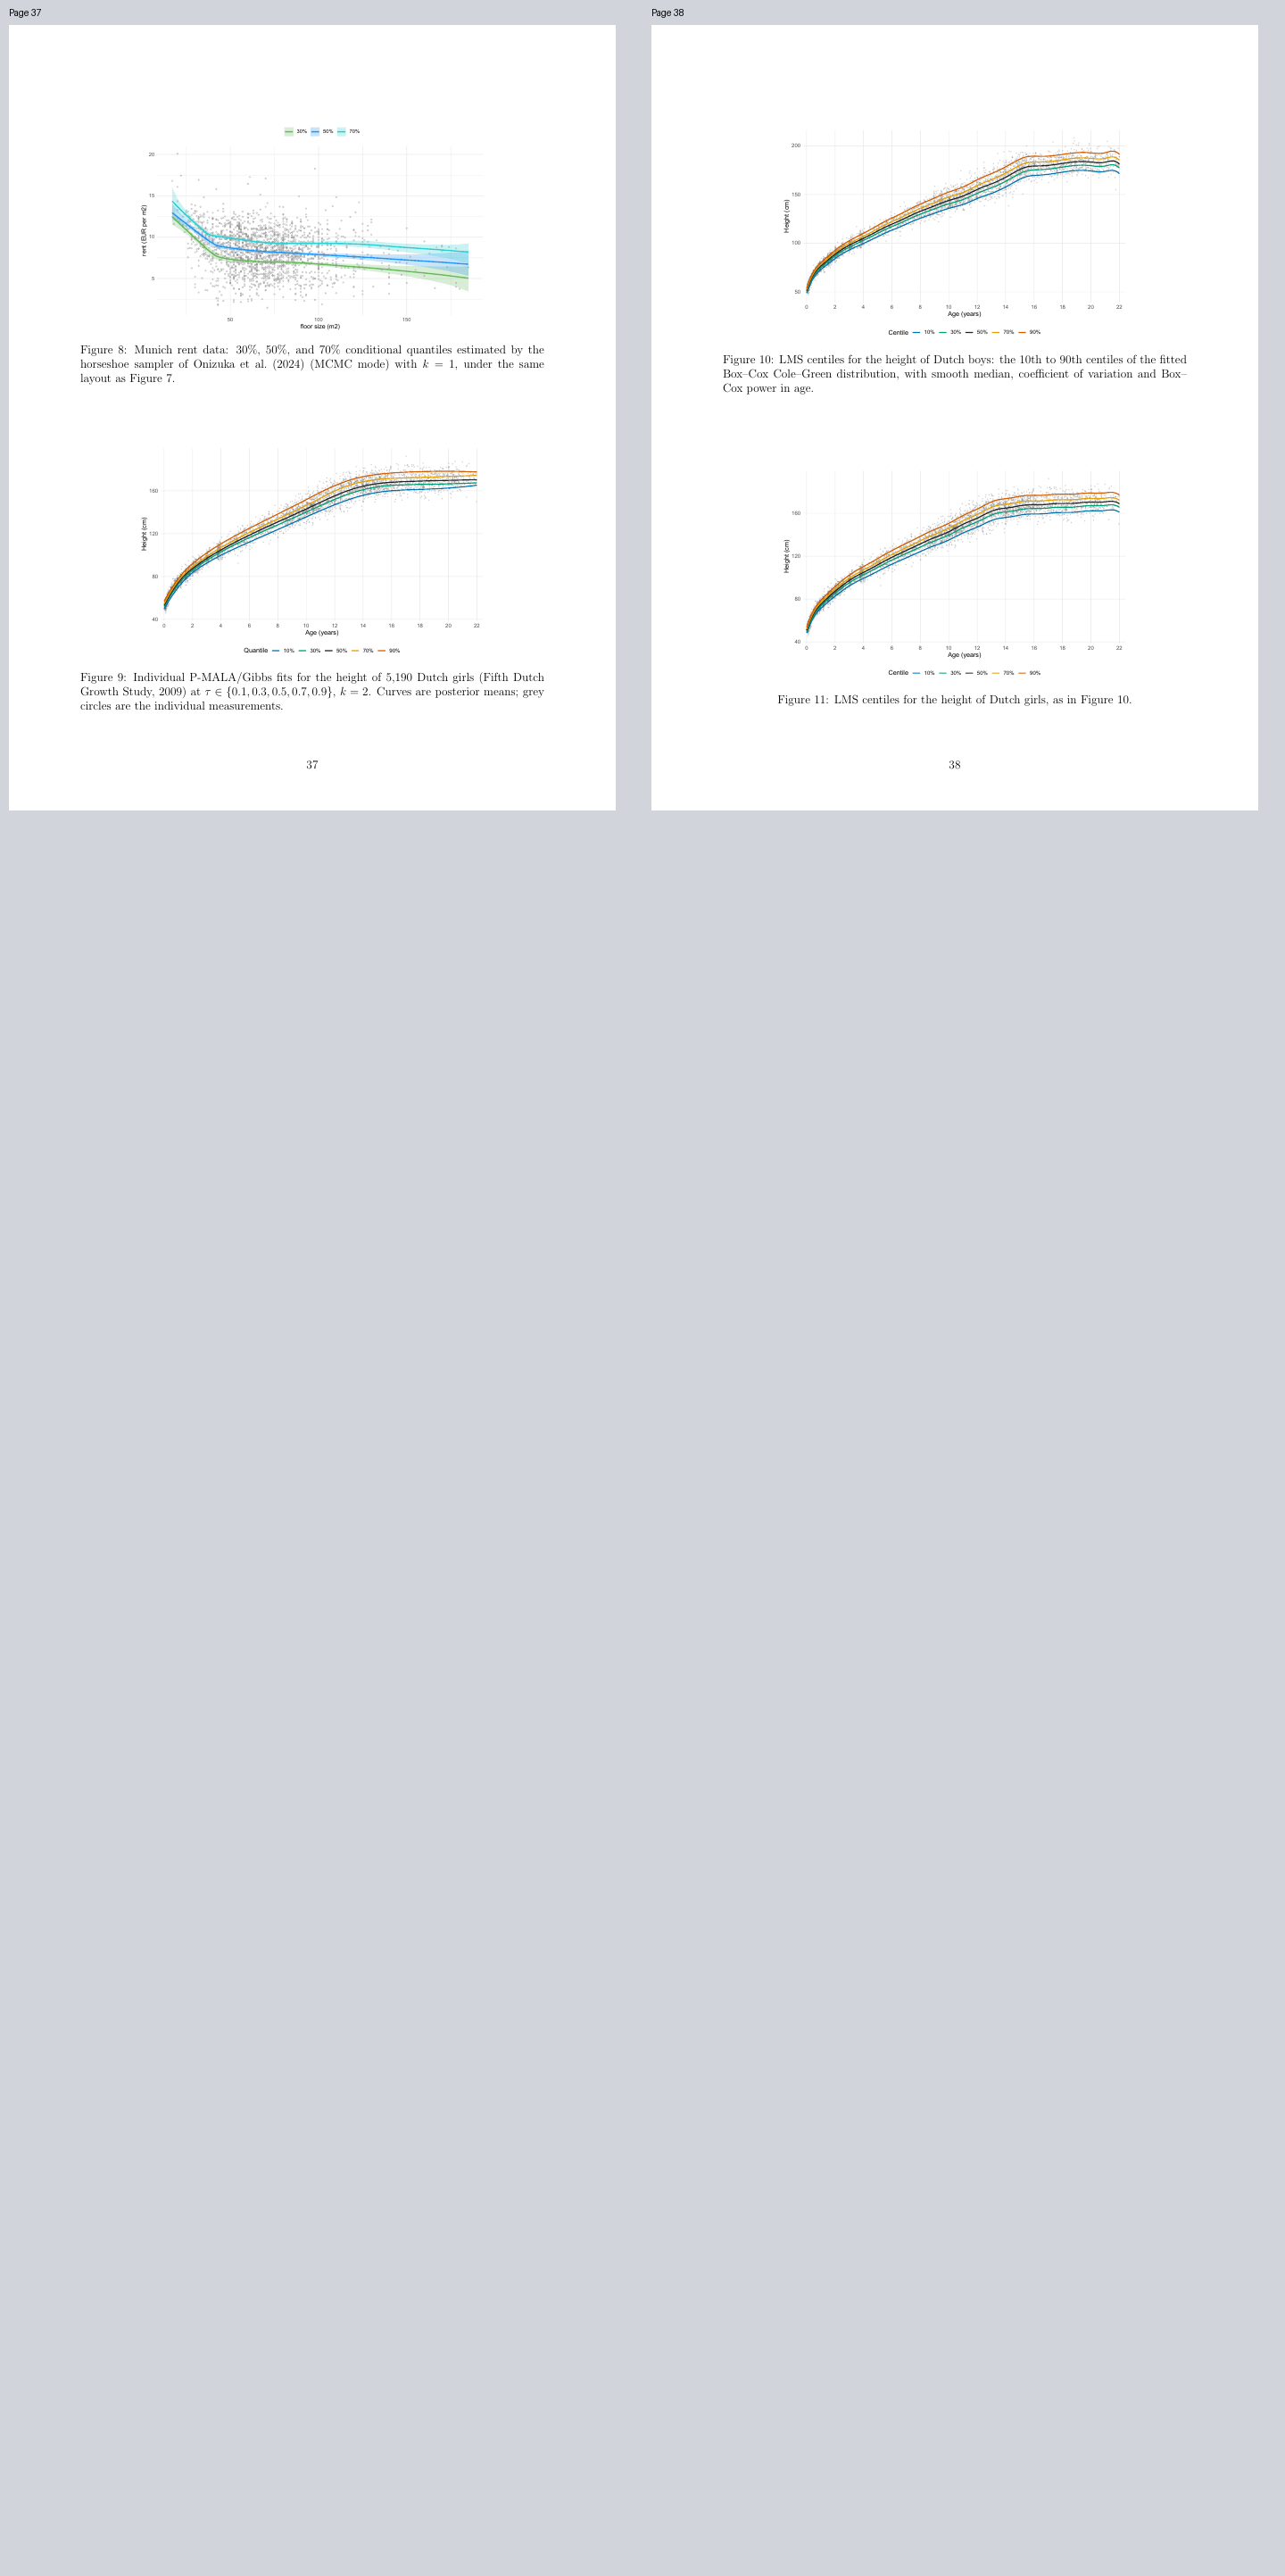 Page 37
30% 50% 70%
20
15
10
5
rent (EUR per m2)
50 100 150
floor size (m2)
Figure 8: Munich rent data: 30%, 50%, and 70% conditional quantiles estimated by the
horseshoe sampler of Onizuka et al. (2024) (MCMC mode) with k = 1, under the same
layout as Figure 7.
160
120
80
40
Height (cm)
0 2 4 6 8 10 12 14 16 18 20 22
Age (years)
Quantile 10% 30% 50% 70% 90%
Figure 9: Individual P-MALA/Gibbs fits for the height of 5,190 Dutch girls (Fifth Dutch
Growth Study, 2009) at τ ∈ {0.1, 0.3, 0.5, 0.7, 0.9}, k = 2. Curves are posterior means; grey
circles are the individual measurements.
37
Page 38
200
150
100
50
Height (cm)
0 2 4 6 8 10 12 14 16 18 20 22
Age (years)
Centile 10% 30% 50% 70% 90%
Figure 10: LMS centiles for the height of Dutch boys: the 10th to 90th centiles of the fitted
Box–Cox Cole–Green distribution, with smooth median, coefficient of variation and Box–
Cox power in age.
160
120
80
40
Height (cm)
0 2 4 6 8 10 12 14 16 18 20 22
Age (years)
Centile 10% 30% 50% 70% 90%
Figure 11: LMS centiles for the height of Dutch girls, as in Figure 10.
38